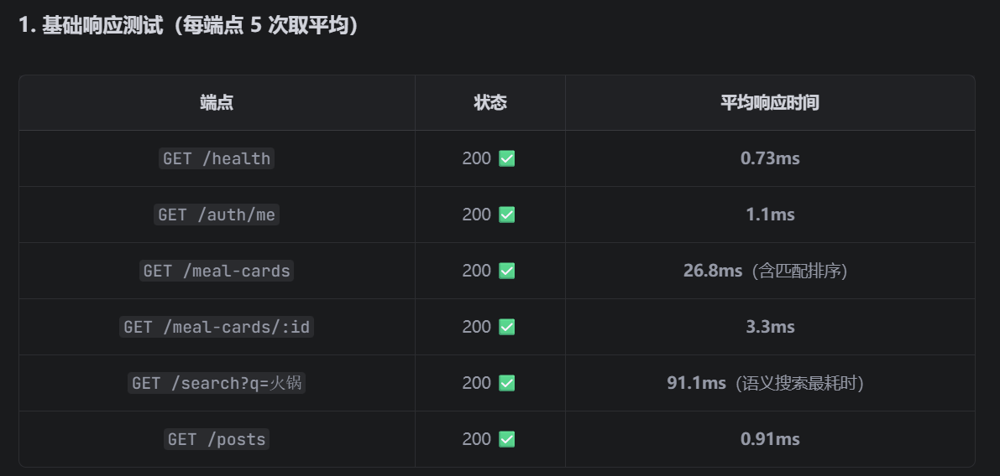 1. 基础响应测试（每端点 5 次取平均）
端点 状态 平均响应时间
GET /health 200 ✅ 0.73ms
GET /auth/me 200 ✅ 1.1ms
GET /meal-cards 200 ✅ 26.8ms（含匹配排序）
GET /meal-cards/:id 200 ✅ 3.3ms
GET /search?q=火锅 200 ✅ 91.1ms（语义搜索最耗时）
GET /posts 200 ✅ 0.91ms